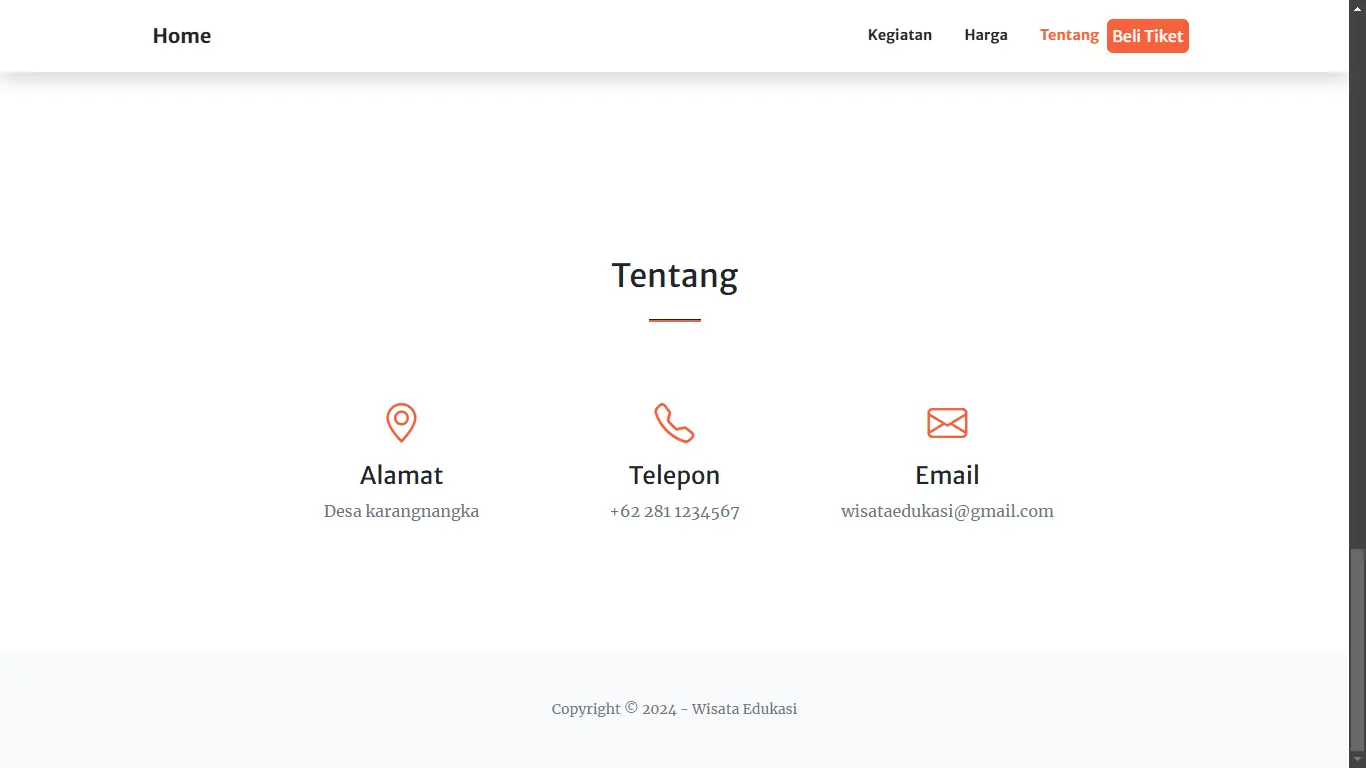 Home
Kegiatan Harga Tentang Beli Tiket
Tentang
Alamat
Desa karangnangka
Telepon
+62 281 1234567
Email
wisataedukasi@gmail.com
Copyright © 2024 - Wisata Edukasi